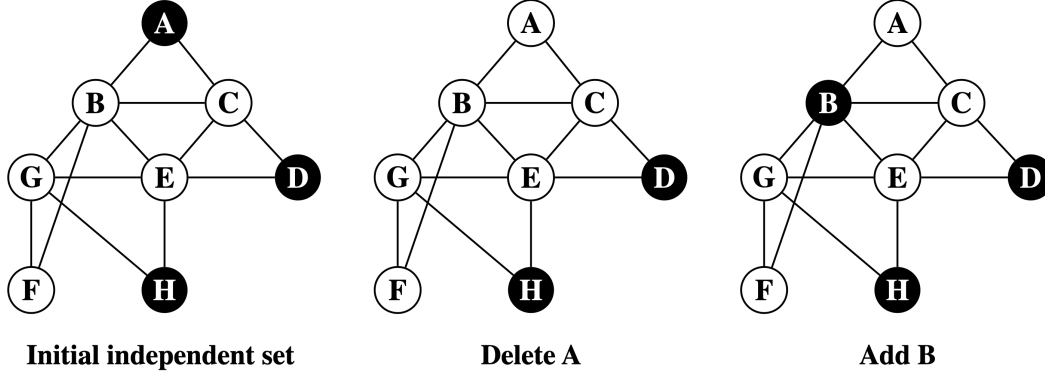 A A A
B C B C B C
G E D G E D G E D
F H F H F H
Initial independent set Delete A Add B